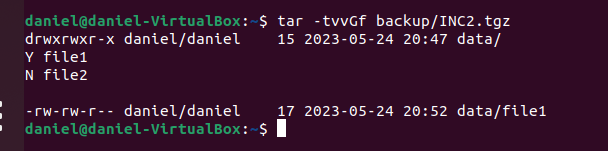 daniel@daniel-VirtualBox:~$ tar -tvvGf backup/INC2.tgz
drwxrwxr-x daniel/daniel    15 2023-05-24 20:47 data/
Y file1
N file2

-rw-rw-r-- daniel/daniel    17 2023-05-24 20:52 data/file1
daniel@daniel-VirtualBox:~$